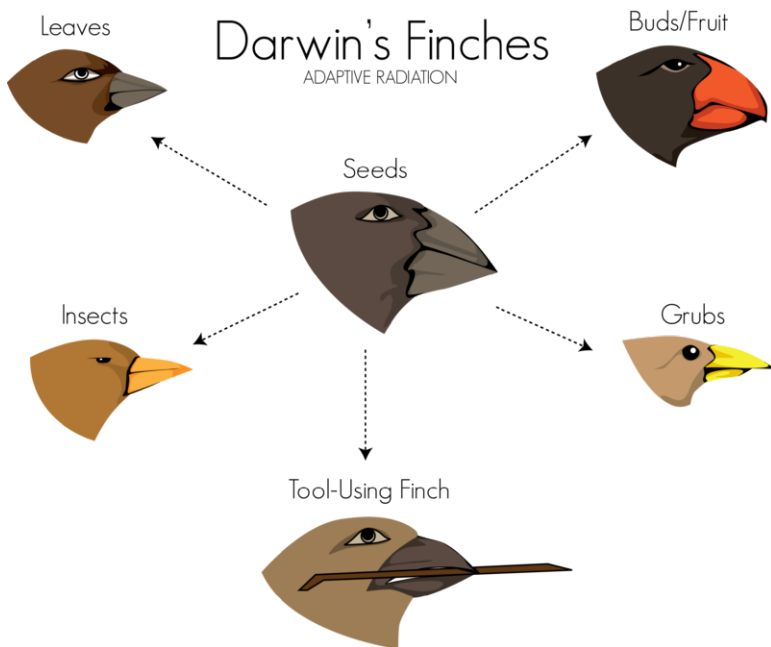 Darwin's Finches
ADAPTIVE RADIATION
Leaves
Buds/Fruit
Seeds
Insects
Grubs
Tool-Using Finch